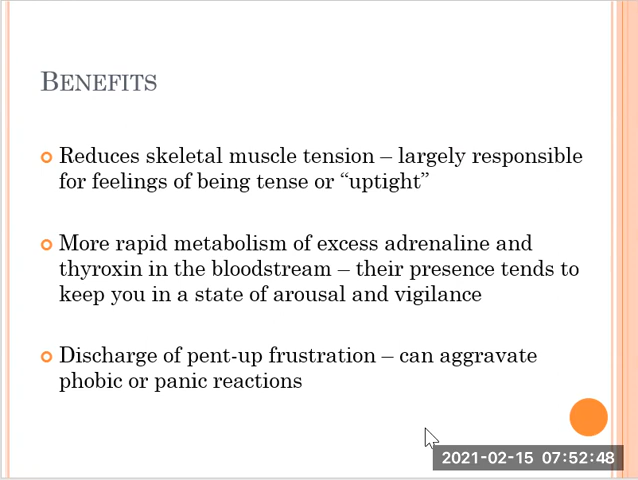 BENEFITS
Reduces skeletal muscle tension – largely responsible
for feelings of being tense or “uptight”
More rapid metabolism of excess adrenaline and
thyroxin in the bloodstream – their presence tends to
keep you in a state of arousal and vigilance
Discharge of pent-up frustration – can aggravate
phobic or panic reactions
2021-02-15 07:52:48